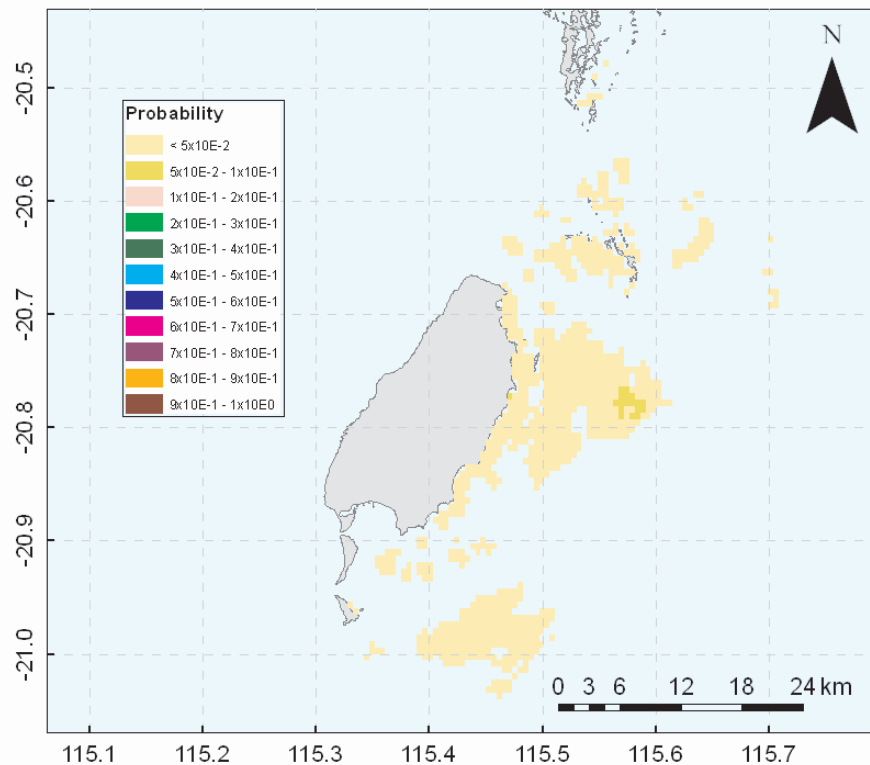 N
-20.5
-20.6
-20.7
-20.8
-20.9
-21.0
Probability
< 5x10E-2
5x10E-2 - 1x10E-1
1x10E-1 - 2x10E-1
2x10E-1 - 3x10E-1
3x10E-1 - 4x10E-1
4x10E-1 - 5x10E-1
5x10E-1 - 6x10E-1
6x10E-1 - 7x10E-1
7x10E-1 - 8x10E-1
8x10E-1 - 9x10E-1
9x10E-1 - 1x10E0
0 3 6 12 18 24 km
115.1 115.2 115.3 115.4 115.5 115.6 115.7